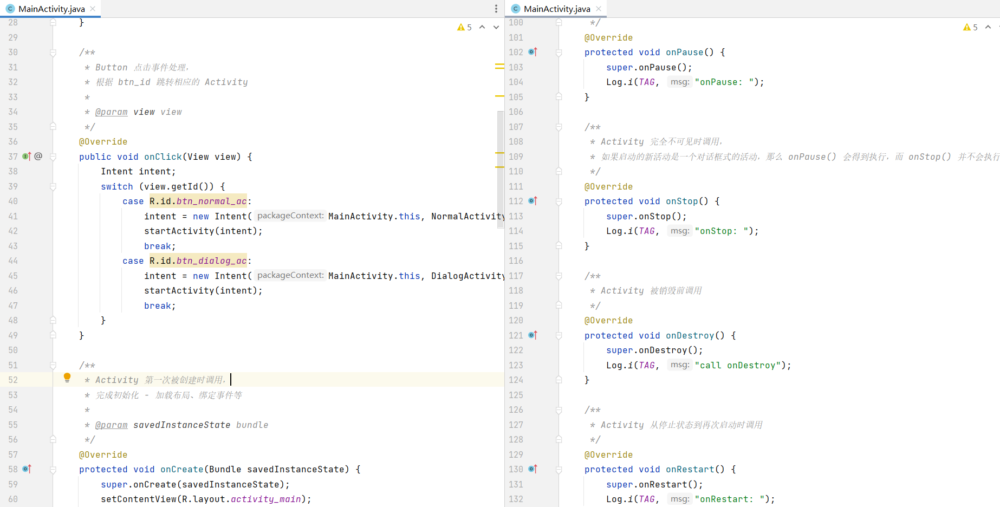 MainActivity.java
5
28 }
29
30 /**
31 * Button 点击事件处理，
32 * 根据 btn_id 跳转相应的 Activity
33 *
34 * @param view view
35 */
36 @Override
37 @ public void onClick(View view) {
38 Intent intent;
39 switch (view.getId()) {
40 case R.id.btn_normal_ac:
41 intent = new Intent( packageContext: MainActivity.this, NormalActivity
42 startActivity(intent);
43 break;
44 case R.id.btn_dialog_ac:
45 intent = new Intent( packageContext: MainActivity.this, DialogActivity
46 startActivity(intent);
47 break;
48 }
49 }
50
51 /**
52 * Activity 第一次被创建时调用，
53 * 完成初始化 - 加载布局、绑定事件等
54 *
55 * @param savedInstanceState bundle
56 */
57 @Override
58 protected void onCreate(Bundle savedInstanceState) {
59 super.onCreate(savedInstanceState);
60 setContentView(R.layout.activity_main);
MainActivity.java
5
100 */
101 @Override
102 protected void onPause() {
103 super.onPause();
104 Log.i(TAG, msg: "onPause: ");
105 }
106
107 /**
108 * Activity 完全不可见时调用，
109 * 如果启动的新活动是一个对话框式的活动，那么 onPause() 会得到执行，而 onStop() 并不会执行
110 */
111 @Override
112 protected void onStop() {
113 super.onStop();
114 Log.i(TAG, msg: "onStop: ");
115 }
116
117 /**
118 * Activity 被销毁前调用
119 */
120 @Override
121 protected void onDestroy() {
122 super.onDestroy();
123 Log.i(TAG, msg: "call onDestroy");
124 }
125
126 /**
127 * Activity 从停止状态到再次启动时调用
128 */
129 @Override
130 protected void onRestart() {
131 super.onRestart();
132 Log.i(TAG, msg: "onRestart: ");